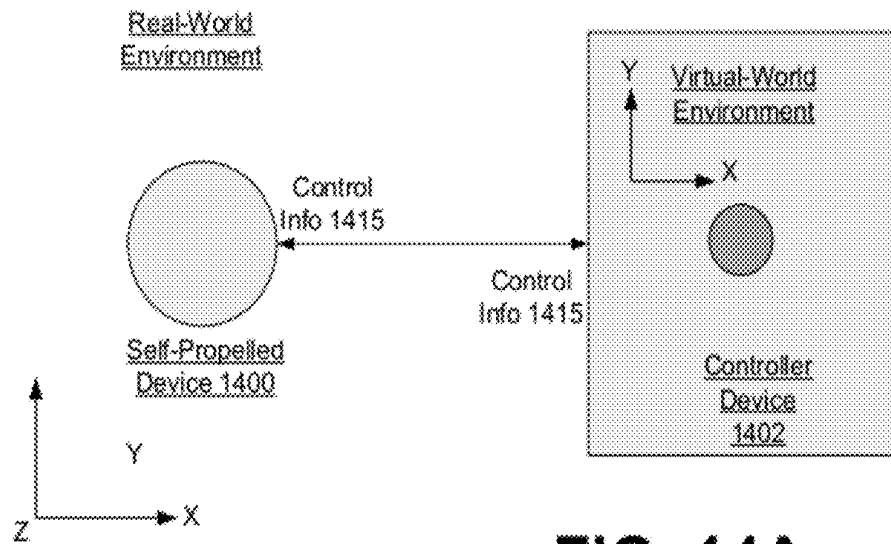 Real-World
Environment
Control
Info 1415
Self-Propelled
Device 1400
Y
X
Z
Y
X
Virtual-World
Environment
Control
Info 1415
Controller
Device
1402